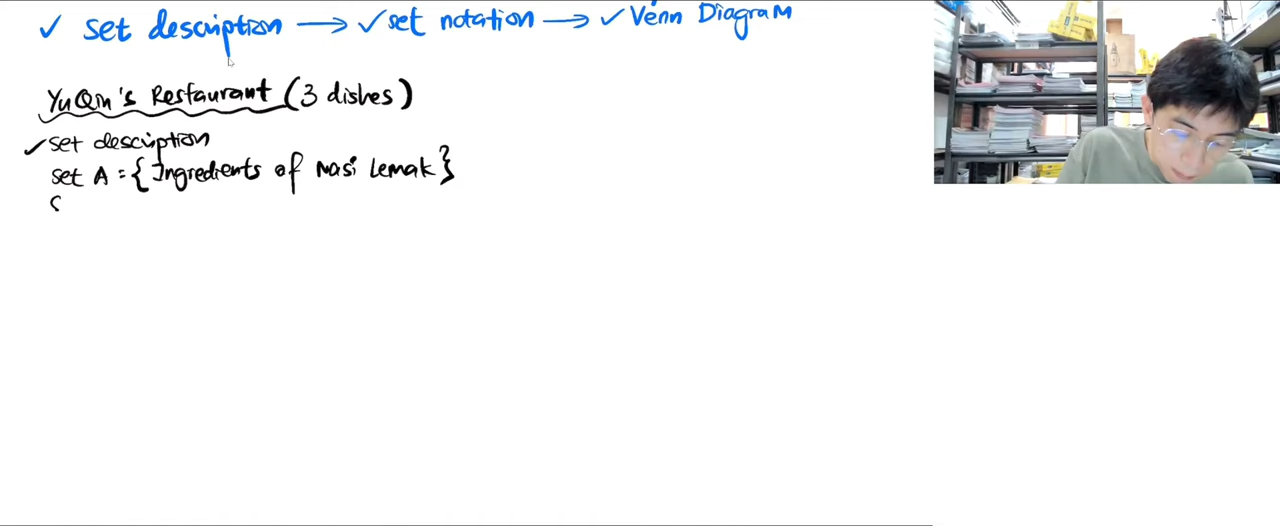 ✓ set description → ✓ set notation → ✓ Venn Diagram
YuQin's Restaurant (3 dishes)
✓ set description
set A = {Ingredients of Nasi Lemak}
S